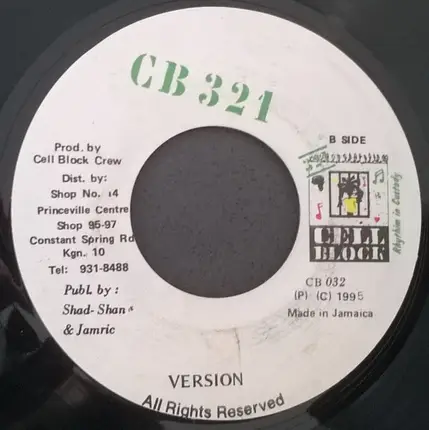 CB 321
Prod. by
Cell Block Crew
Dist. by:
Shop No. 14
Princeville Centre
Shop 95-97
Constant Spring Rd
Kgn. 10
Tel: 931-8488
Publ. by:
Shad-Shan
& Jamric
B SIDE
CELL
BLOCK
Rhythm in Custody
CB 032
(P) (C) 1995
Made in Jamaica
VERSION
All Rights Reserved